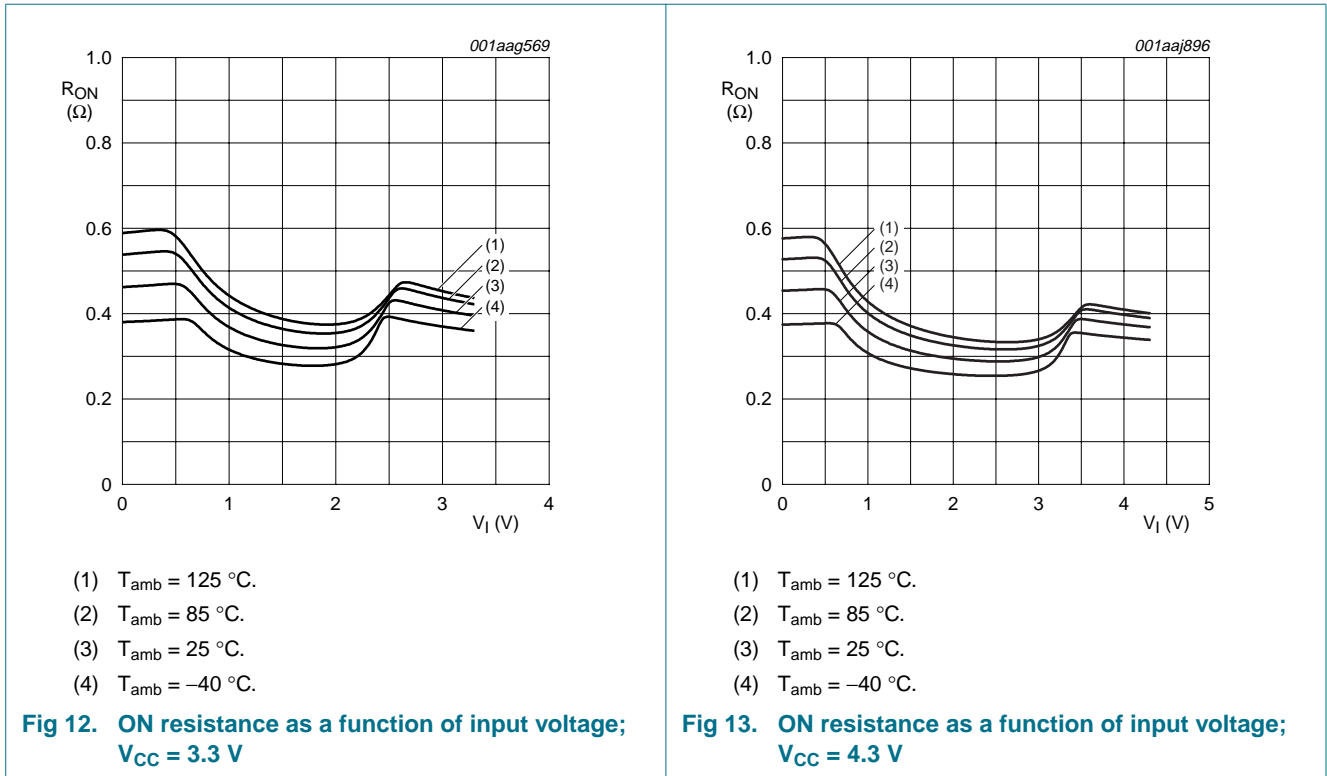 001aag569
1.0
0.8
0.6
0.4
0.2
0
R_ON
(Ω)
(1)
(2)
(3)
(4)
0
1
2
3
4
V_I (V)
(1) T_amb = 125 °C.
(2) T_amb = 85 °C.
(3) T_amb = 25 °C.
(4) T_amb = −40 °C.
Fig 12. ON resistance as a function of input voltage;
V_CC = 3.3 V
001aaj896
1.0
0.8
0.6
0.4
0.2
0
R_ON
(Ω)
(1)
(2)
(3)
(4)
0
1
2
3
4
5
V_I (V)
(1) T_amb = 125 °C.
(2) T_amb = 85 °C.
(3) T_amb = 25 °C.
(4) T_amb = −40 °C.
Fig 13. ON resistance as a function of input voltage;
V_CC = 4.3 V